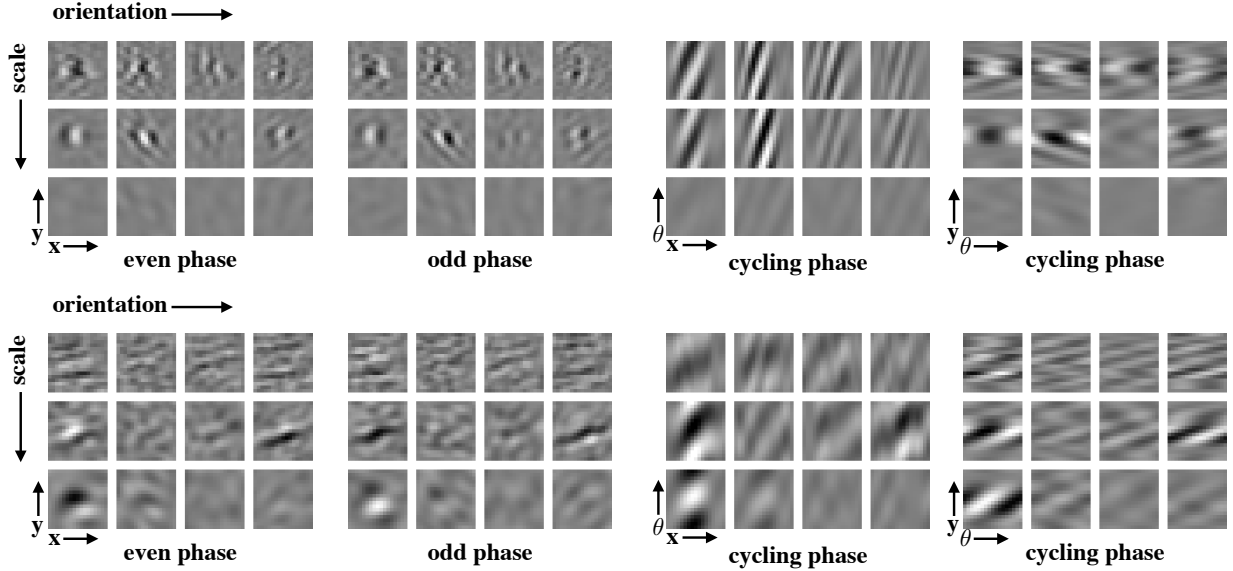 orientation
scale
y
x
even phase
odd phase
θ
x
cycling phase
y
θ
cycling phase
orientation
scale
y
x
even phase
odd phase
θ
x
cycling phase
y
θ
cycling phase